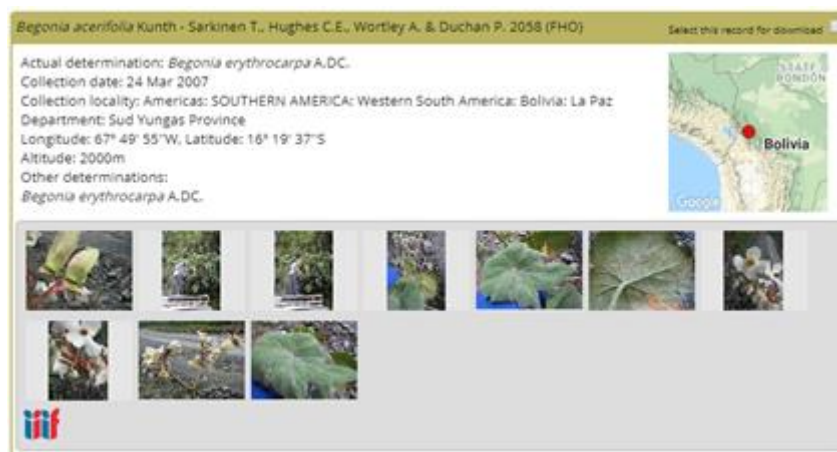 Begonia acerifolia Kunth - Sarkinen T., Hughes C.E., Wortley A. & Duchan P. 2058 (FHO)
Select this record for download
Actual determination: Begonia erythrocarpa A.DC.
Collection date: 24 Mar 2007
Collection locality: Americas: SOUTHERN AMERICA: Western South America: Bolivia: La Paz
Department: Sud Yungas Province
Longitude: 67° 49' 55"W, Latitude: 16° 19' 37"S
Altitude: 2000m
Other determinations:
Begonia erythrocarpa A.DC.
STATE
RONDÔN
Bolivia
Google
iiif